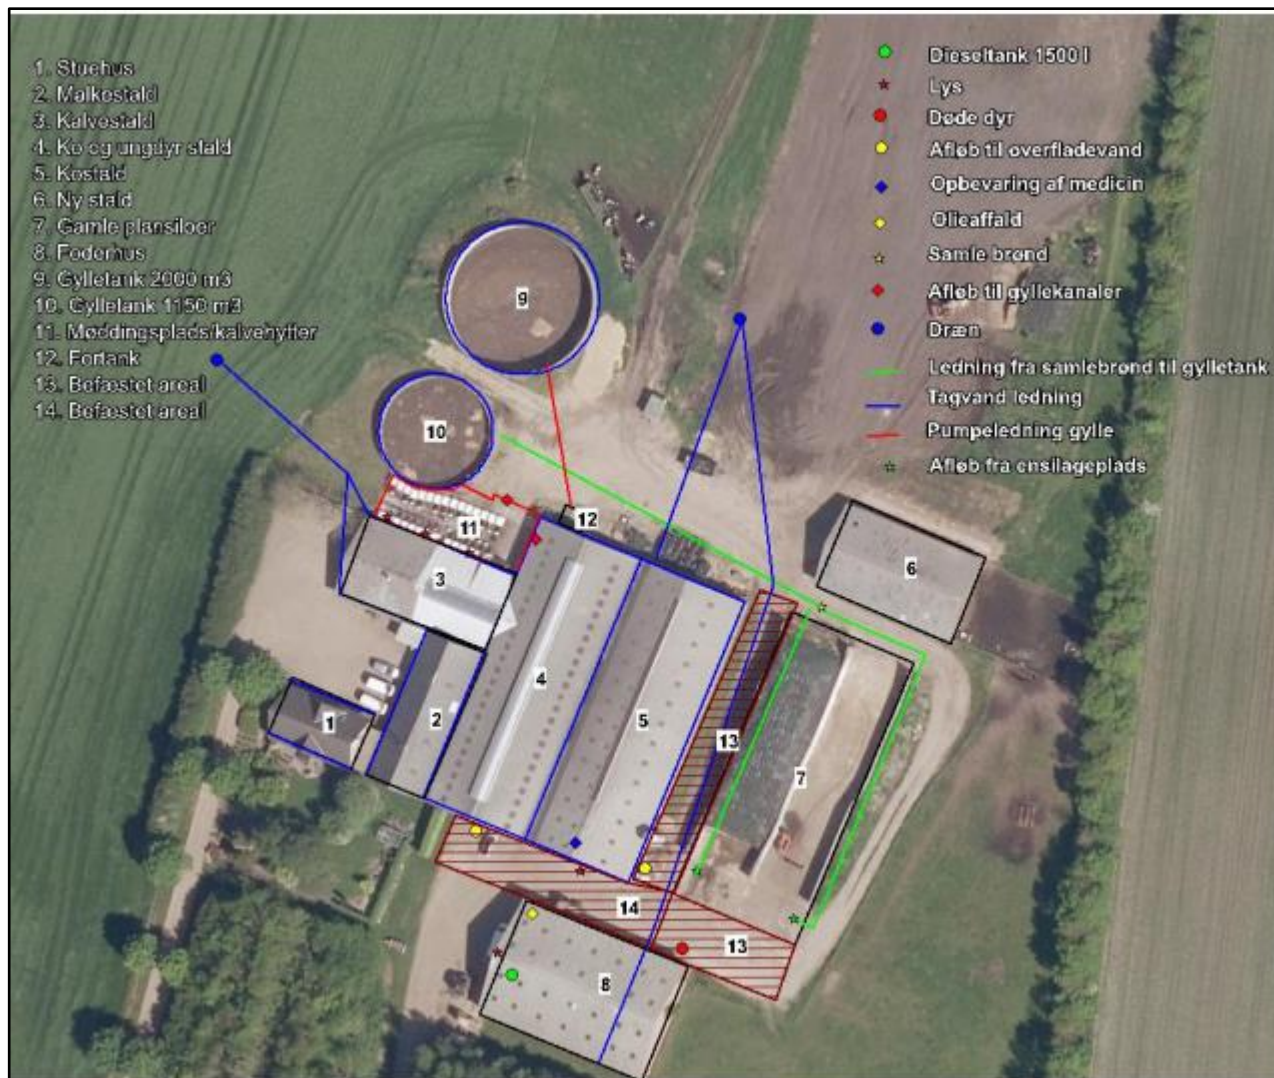 1. Stuehus
2. Malkestald
3. Kalvestald
4. Ko og ungdyr stald
5. Kostald
6. Ny stald
7. Gamle plansiloer
8. Foderhus
9. Gylletank 2000 m3
10. Gylletank 1150 m3
11. Møddingsplads/kalvehytter
12. Fortank
13. Befæstet areal
14. Befæstet areal
Dieseltank 1500 l
Lys
Døde dyr
Afløb til overfladevand
Opbevaring af medicin
Olieaffald
Samle brønd
Afløb til gyllekanaler
Dræn
Ledning fra samlebrønd til gylletank
Tagvand ledning
Pumpeledning gylle
Afløb fra ensilageplads
9
10
11
12
3
6
4
2
1
5
13
7
14
13
8